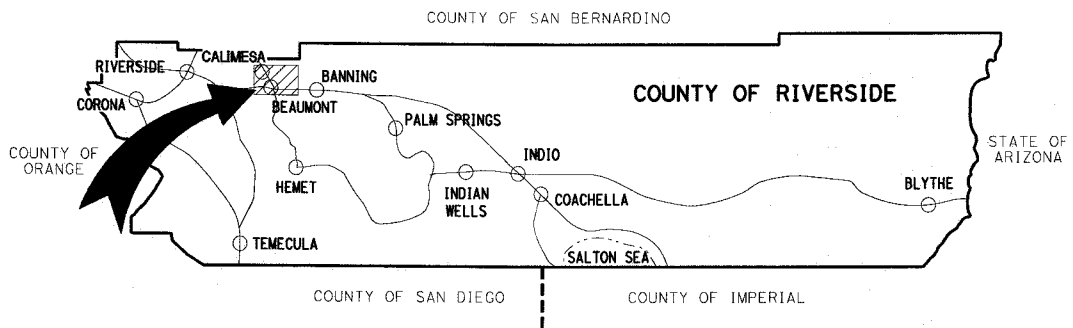 COUNTY OF SAN BERNARDINO
CALIMESA
RIVERSIDE
BANNING
CORONA
BEAUMONT
COUNTY OF RIVERSIDE
PALM SPRINGS
COUNTY OF
ORANGE
STATE OF
ARIZONA
HEMET
INDIO
INDIAN
WELLS
COACHELLA
BLYTHE
TEMECULA
SALTON SEA
COUNTY OF SAN DIEGO
COUNTY OF IMPERIAL